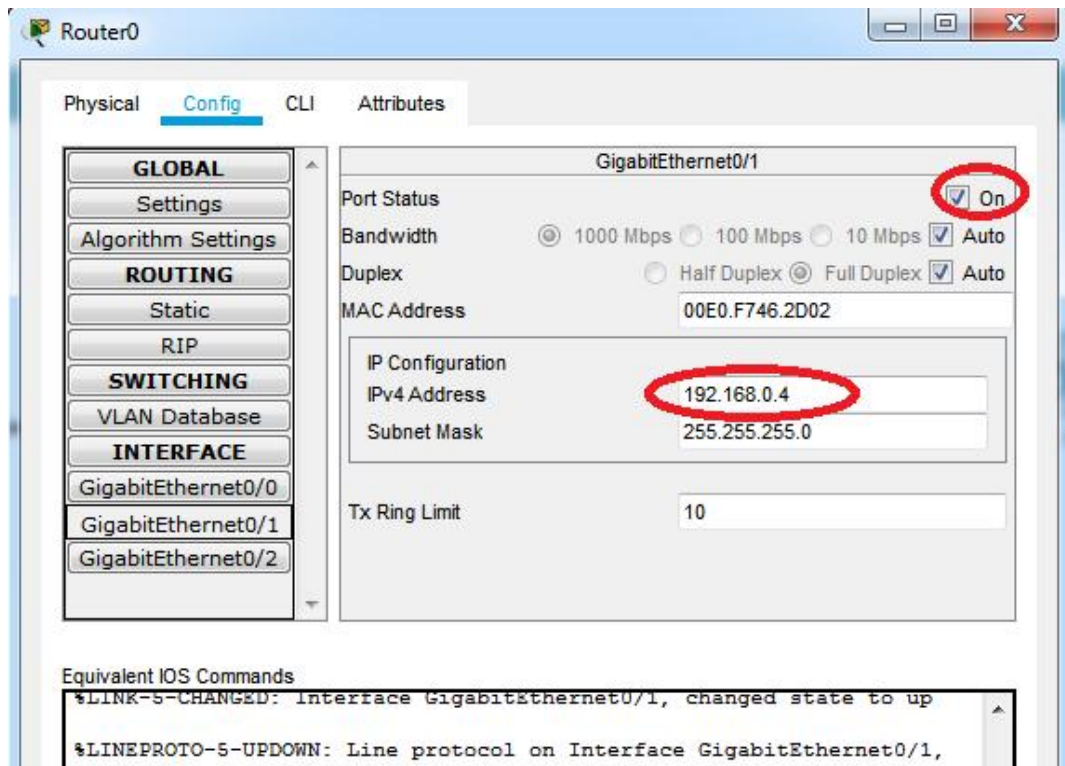 Router0
Physical Config CLI Attributes
GLOBAL
Settings
Algorithm Settings
ROUTING
Static
RIP
SWITCHING
VLAN Database
INTERFACE
GigabitEthernet0/0
GigabitEthernet0/1
GigabitEthernet0/2
GigabitEthernet0/1
Port Status On
Bandwidth 1000 Mbps 100 Mbps 10 Mbps Auto
Duplex Half Duplex Full Duplex Auto
MAC Address 00E0.F746.2D02
IP Configuration
IPv4 Address 192.168.0.4
Subnet Mask 255.255.255.0
Tx Ring Limit 10
Equivalent IOS Commands
%LINK-5-CHANGED: Interface GigabitEthernet0/1, changed state to up
%LINEPROTO-5-UPDOWN: Line protocol on Interface GigabitEthernet0/1,